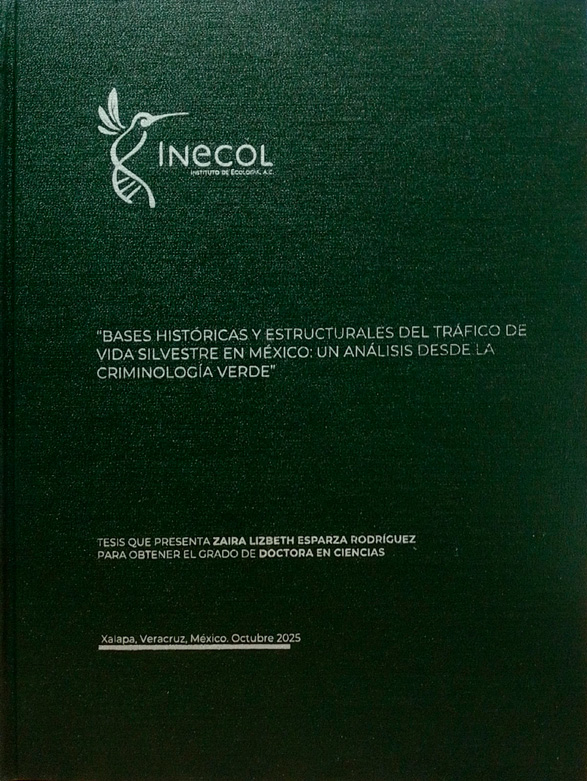 INECOL
INSTITUTO DE ECOLOGÍA, A.C.
“BASES HISTÓRICAS Y ESTRUCTURALES DEL TRÁFICO DE
VIDA SILVESTRE EN MÉXICO: UN ANÁLISIS DESDE LA
CRIMINOLOGÍA VERDE”
TESIS QUE PRESENTA ZAIRA LIZBETH ESPARZA RODRÍGUEZ
PARA OBTENER EL GRADO DE DOCTORA EN CIENCIAS
Xalapa, Veracruz, México. Octubre 2025